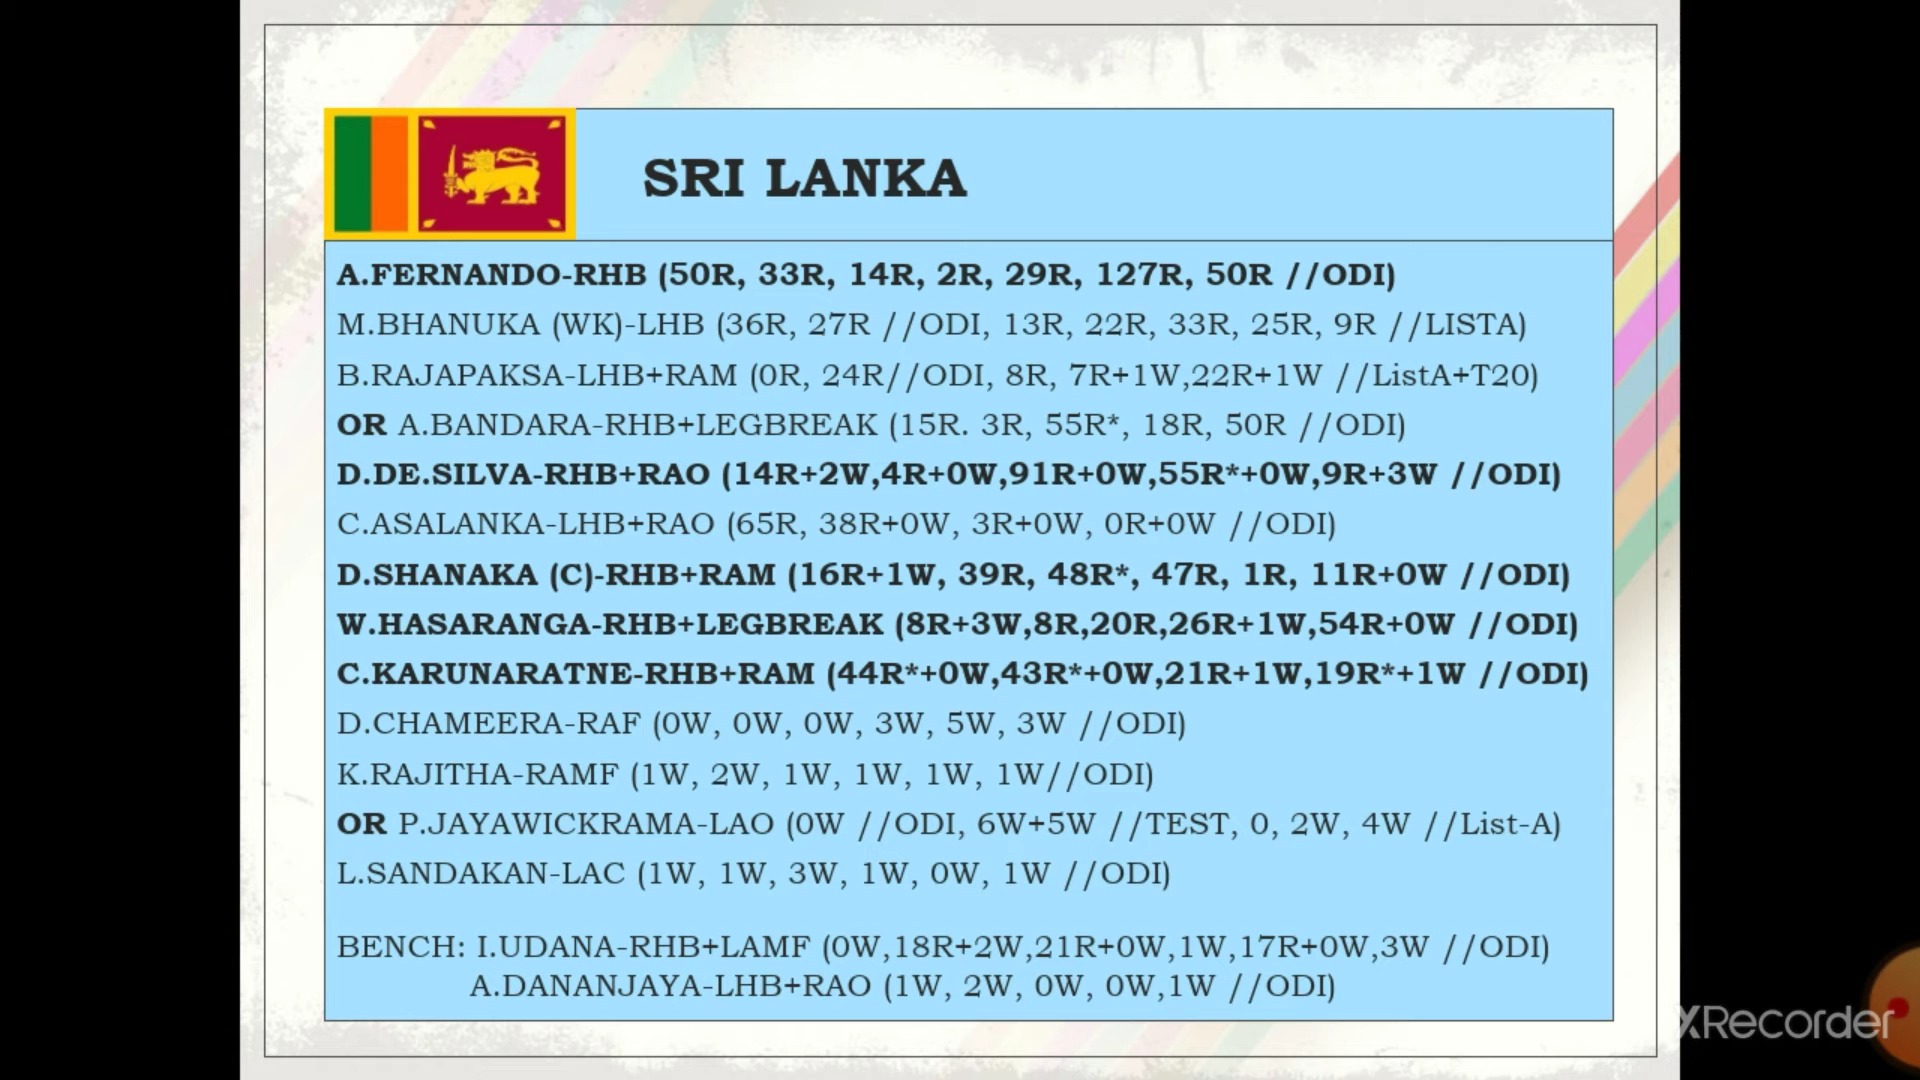 SRI LANKA
A.FERNANDO-RHB (50R, 33R, 14R, 2R, 29R, 127R, 50R //ODI)
M.BHANUKA (WK)-LHB (36R, 27R //ODI, 13R, 22R, 33R, 25R, 9R //LISTA)
B.RAJAPAKSA-LHB+RAM (0R, 24R//ODI, 8R, 7R+1W,22R+1W //ListA+T20)
OR A.BANDARA-RHB+LEGBREAK (15R. 3R, 55R*, 18R, 50R //ODI)
D.DE.SILVA-RHB+RAO (14R+2W,4R+0W,91R+0W,55R*+0W,9R+3W //ODI)
C.ASALANKA-LHB+RAO (65R, 38R+0W, 3R+0W, 0R+0W //ODI)
D.SHANAKA (C)-RHB+RAM (16R+1W, 39R, 48R*, 47R, 1R, 11R+0W //ODI)
W.HASARANGA-RHB+LEGBREAK (8R+3W,8R,20R,26R+1W,54R+0W //ODI)
C.KARUNARATNE-RHB+RAM (44R*+0W,43R*+0W,21R+1W,19R*+1W //ODI)
D.CHAMEERA-RAF (0W, 0W, 0W, 3W, 5W, 3W //ODI)
K.RAJITHA-RAMF (1W, 2W, 1W, 1W, 1W, 1W//ODI)
OR P.JAYAWICKRAMA-LAO (0W //ODI, 6W+5W //TEST, 0, 2W, 4W //List-A)
L.SANDAKAN-LAC (1W, 1W, 3W, 1W, 0W, 1W //ODI)
BENCH: I.UDANA-RHB+LAMF (0W,18R+2W,21R+0W,1W,17R+0W,3W //ODI)
A.DANANJAYA-LHB+RAO (1W, 2W, 0W, 0W,1W //ODI)
XRecorder